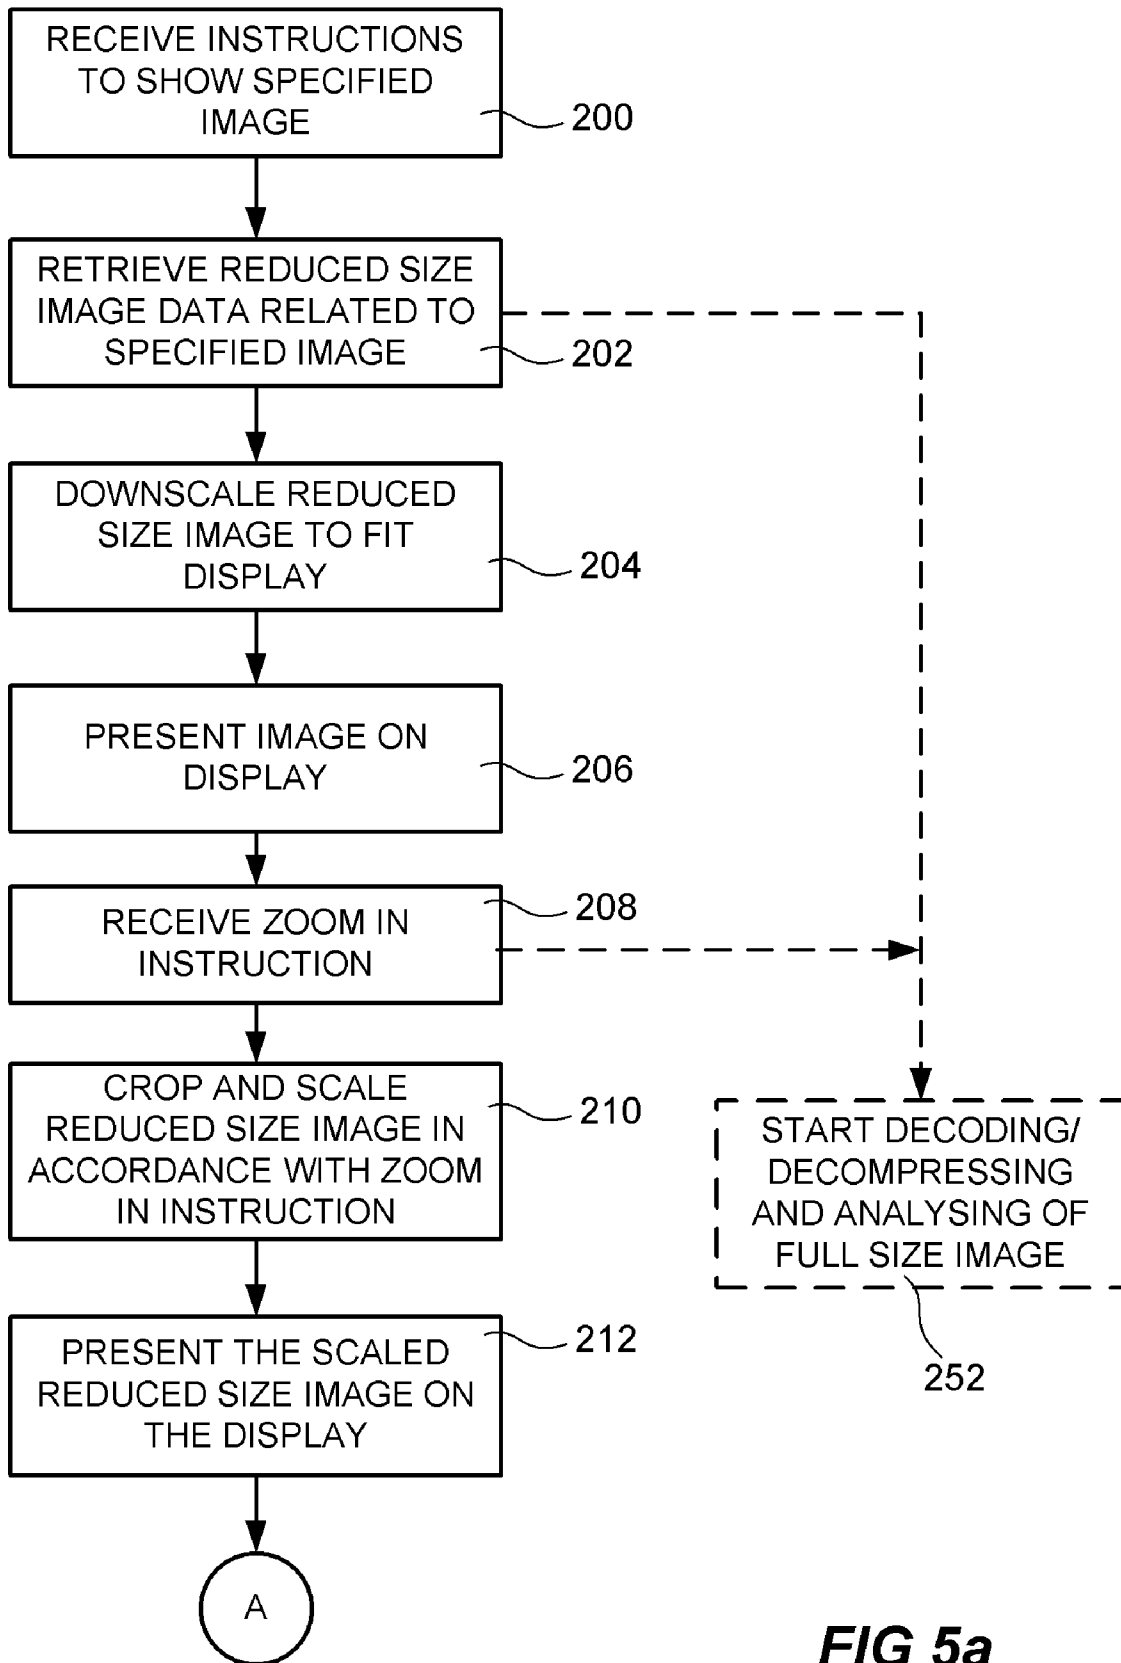 RECEIVE INSTRUCTIONS
TO SHOW SPECIFIED
IMAGE
200
RETRIEVE REDUCED SIZE
IMAGE DATA RELATED TO
SPECIFIED IMAGE
202
DOWNSCALE REDUCED
SIZE IMAGE TO FIT
DISPLAY
204
PRESENT IMAGE ON
DISPLAY
206
RECEIVE ZOOM IN
INSTRUCTION
208
CROP AND SCALE
REDUCED SIZE IMAGE IN
ACCORDANCE WITH ZOOM
IN INSTRUCTION
210
START DECODING/
DECOMPRESSING
AND ANALYSING OF
FULL SIZE IMAGE
252
PRESENT THE SCALED
REDUCED SIZE IMAGE ON
THE DISPLAY
212
A
FIG 5a